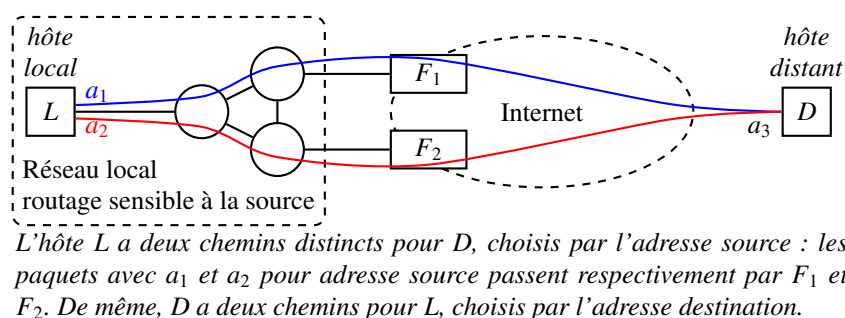 hôte
local
hôte
distant
L
a1
a2
F1
F2
Internet
a3
D
Réseau local
routage sensible à la source
L'hôte L a deux chemins distincts pour D, choisis par l'adresse source : les
paquets avec a1 et a2 pour adresse source passent respectivement par F1 et
F2. De même, D a deux chemins pour L, choisis par l'adresse destination.